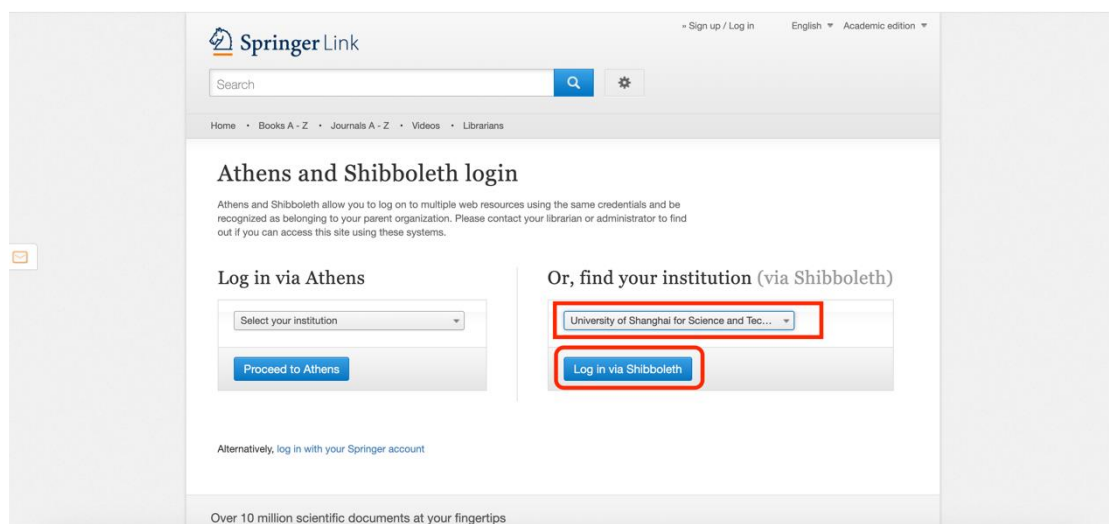 » Sign up / Log in English Academic edition
Springer Link
Search
Home • Books A - Z • Journals A - Z • Videos • Librarians
Athens and Shibboleth login
Athens and Shibboleth allow you to log on to multiple web resources using the same credentials and be
recognized as belonging to your parent organization. Please contact your librarian or administrator to find
out if you can access this site using these systems.
Log in via Athens
Select your institution
Proceed to Athens
Or, find your institution (via Shibboleth)
University of Shanghai for Science and Tec...
Log in via Shibboleth
Alternatively, log in with your Springer account
Over 10 million scientific documents at your fingertips